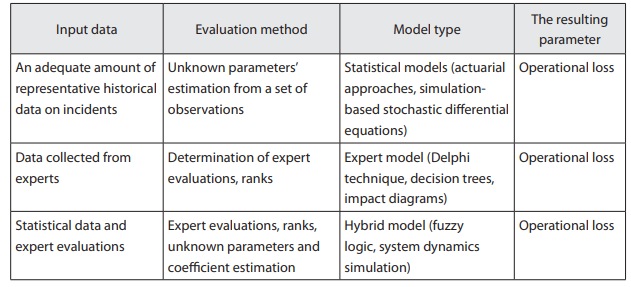 Input data
Evaluation method
Model type
The resulting
parameter
An adequate amount of
representative historical
data on incidents
Unknown parameters’
estimation from a set of
observations
Statistical models (actuarial
approaches, simulation-
based stochastic differential
equations)
Operational loss
Data collected from
experts
Determination of expert
evaluations, ranks
Expert model (Delphi
technique, decision trees,
impact diagrams)
Operational loss
Statistical data and
expert evaluations
Expert evaluations, ranks,
unknown parameters and
coefficient estimation
Hybrid model (fuzzy
logic, system dynamics
simulation)
Operational loss